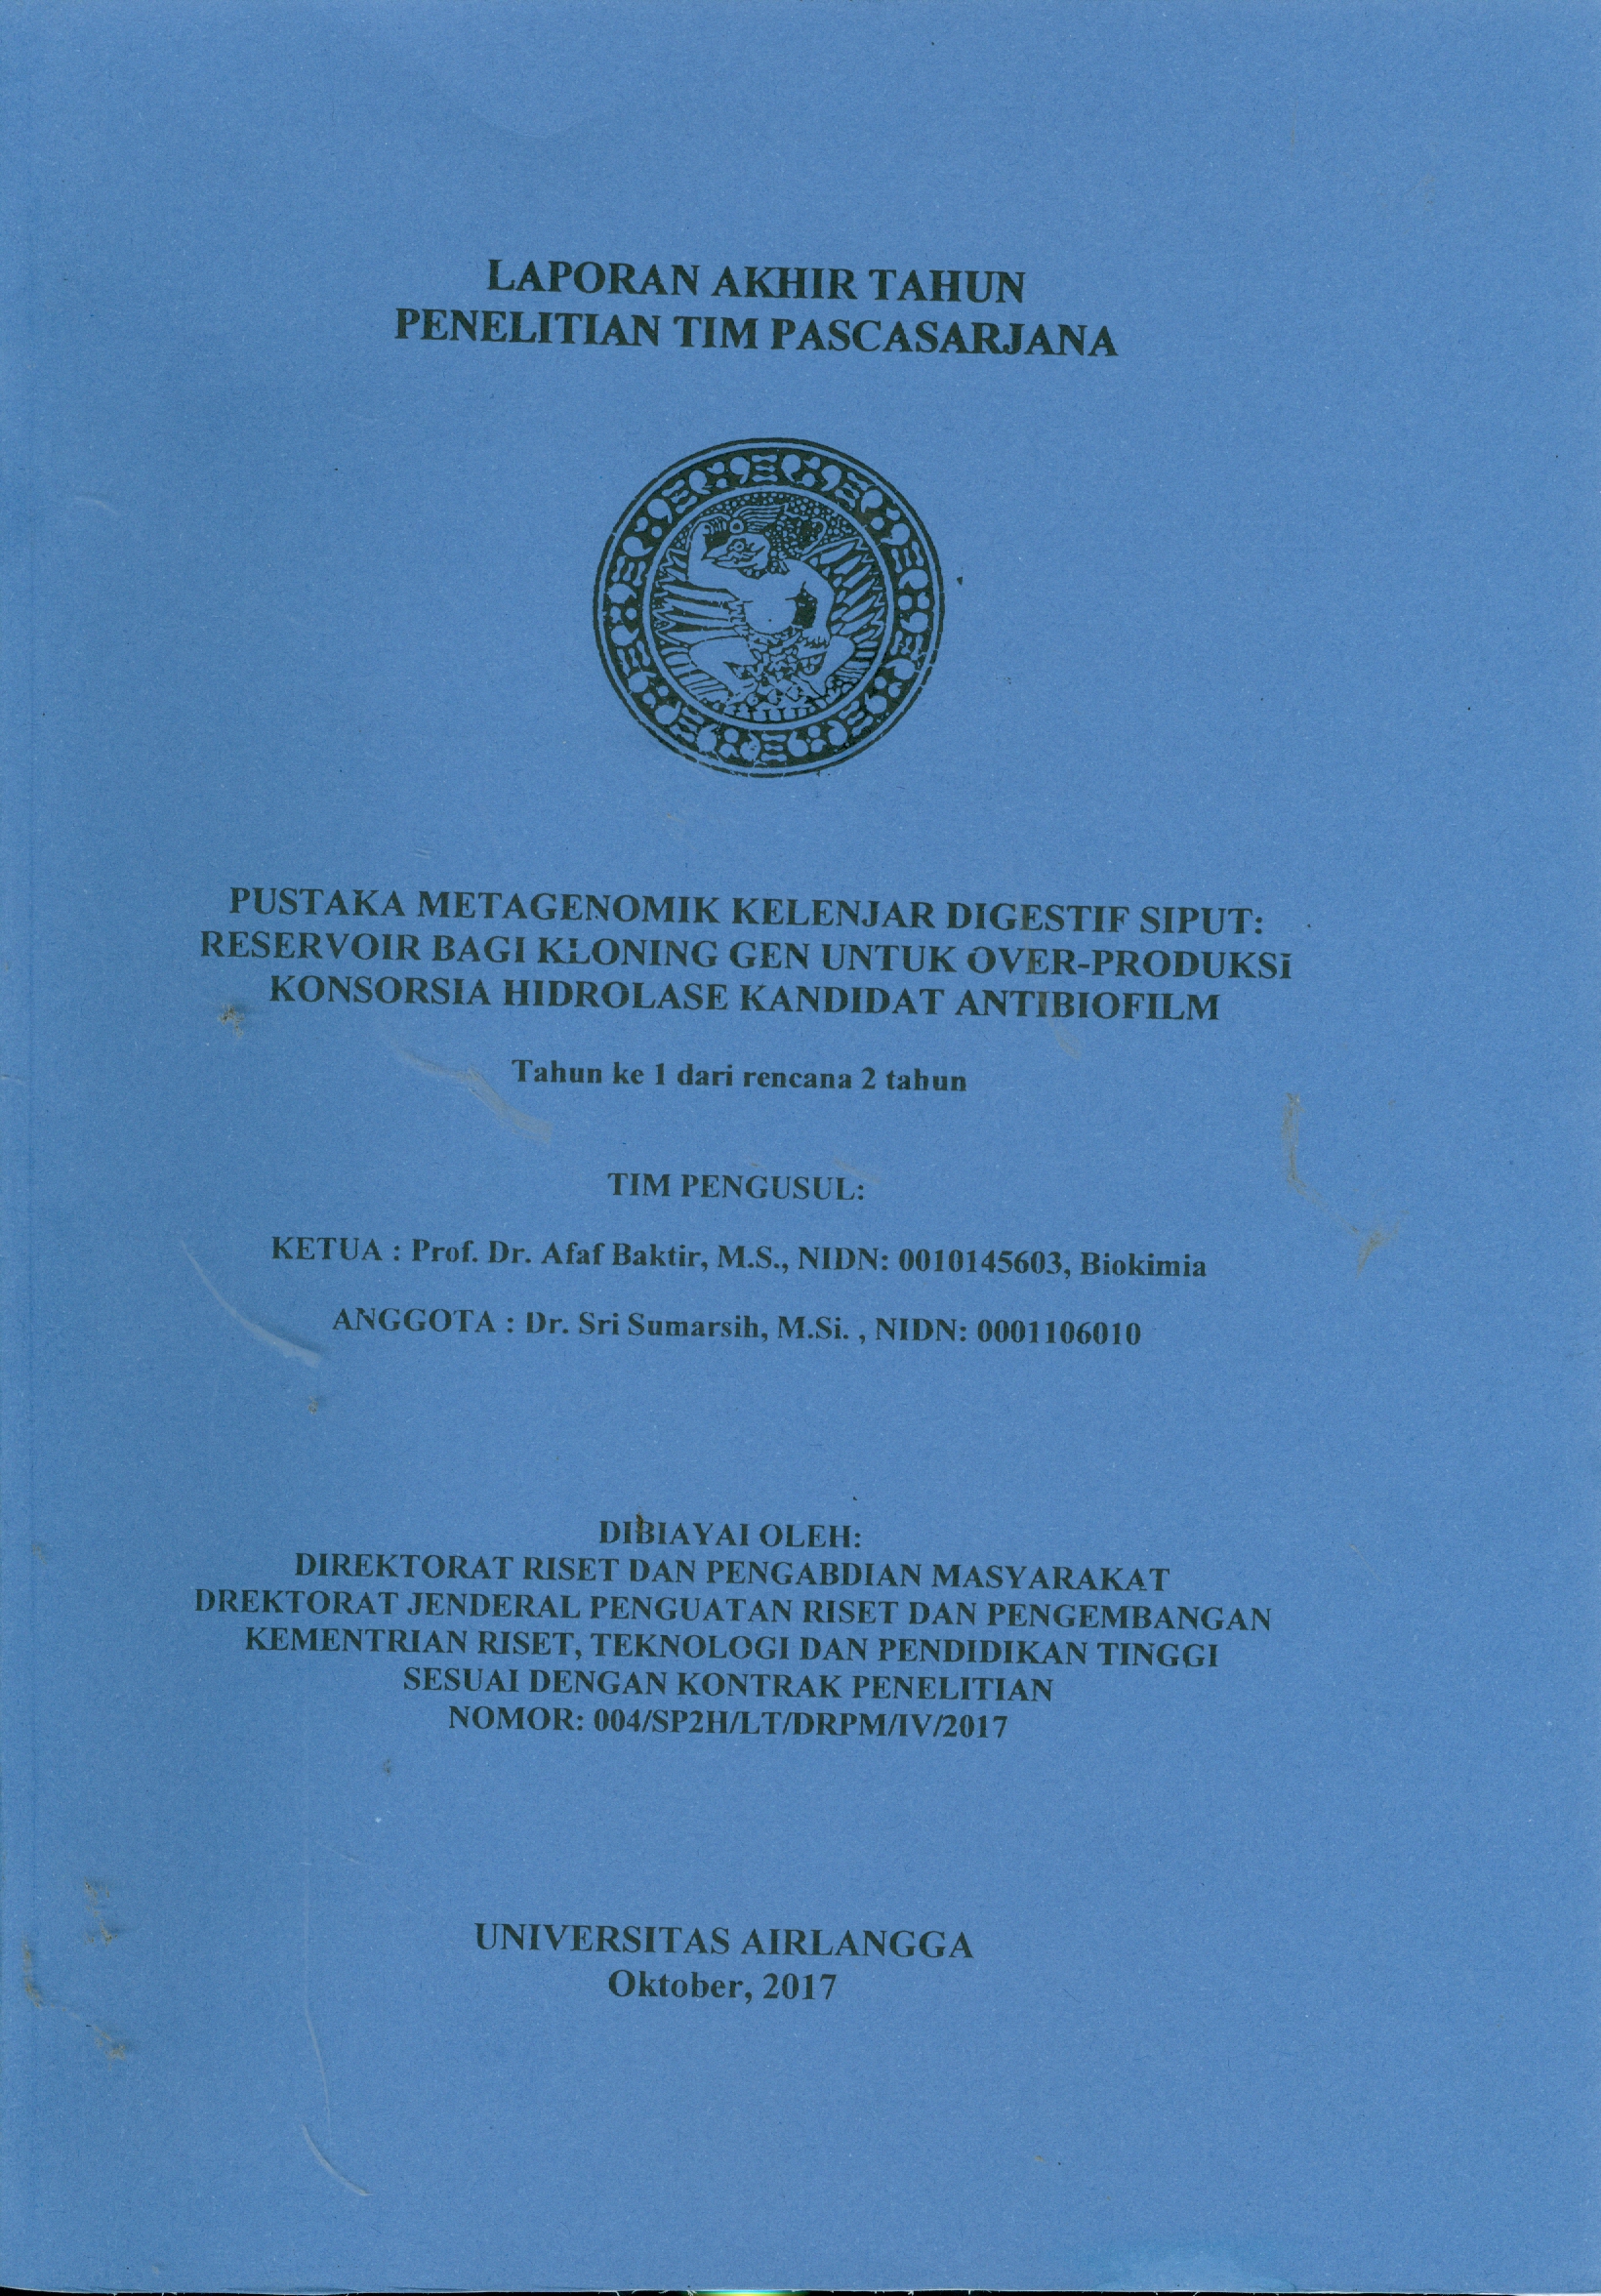 LAPORAN AKHIR TAHUN
PENELITIAN TIM PASCASARJANA
PUSTAKA METAGENOMIK KELENJAR DIGESTIF SIPUT:
RESERVOIR BAGI KLONING GEN UNTUK OVER-PRODUKSI
KONSORSIA HIDROLASE KANDIDAT ANTIBIOFILM
Tahun ke 1 dari rencana 2 tahun
TIM PENGUSUL:
KETUA : Prof. Dr. Afaf Baktir, M.S., NIDN: 0010145603, Biokimia
ANGGOTA : Dr. Sri Sumarsih, M.Si. , NIDN: 0001106010
DIBIAYAI OLEH:
DIREKTORAT RISET DAN PENGABDIAN MASYARAKAT
DREKTORAT JENDERAL PENGUATAN RISET DAN PENGEMBANGAN
KEMENTRIAN RISET, TEKNOLOGI DAN PENDIDIKAN TINGGI
SESUAI DENGAN KONTRAK PENELITIAN
NOMOR: 004/SP2H/LT/DRPM/IV/2017
UNIVERSITAS AIRLANGGA
Oktober, 2017